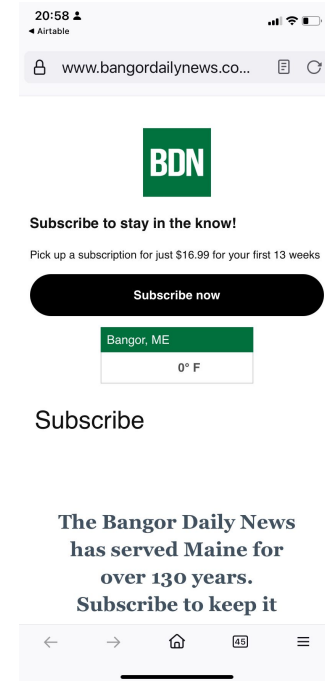 20:58
◄ Airtable
www.bangordailynews.co...
BDN
Subscribe to stay in the know!
Pick up a subscription for just $16.99 for your first 13 weeks
Subscribe now
Bangor, ME
0° F
Subscribe
The Bangor Daily News
has served Maine for
over 130 years.
Subscribe to keep it
45